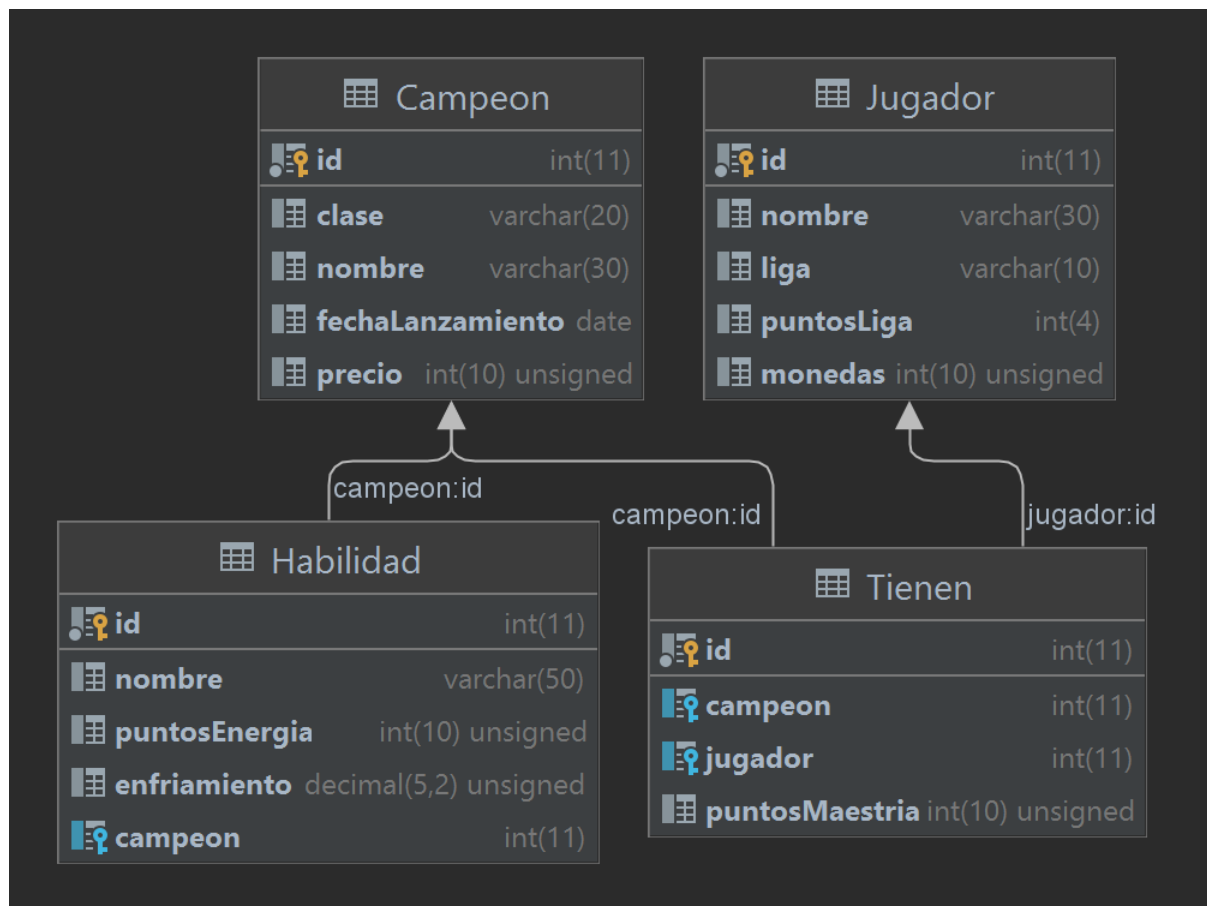 Campeon
id int(11)
clase varchar(20)
nombre varchar(30)
fechaLanzamiento date
precio int(10) unsigned
Jugador
id int(11)
nombre varchar(30)
liga varchar(10)
puntosLiga int(4)
monedas int(10) unsigned
campeon:id
campeon:id
jugador:id
Habilidad
id int(11)
nombre varchar(50)
puntosEnergia int(10) unsigned
enfriamiento decimal(5,2) unsigned
campeon int(11)
Tienen
id int(11)
campeon int(11)
jugador int(11)
puntosMaestria int(10) unsigned